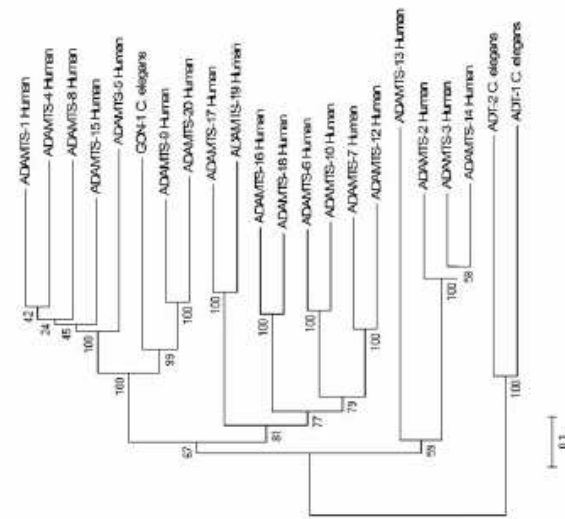 ADAMTS-1 Human
ADAMTS-4 Human
ADAMTS-8 Human
ADAMTS-15 Human
ADAMTS-5 Human
GON-1 C. elegans
ADAMTS-9 Human
ADAMTS-20 Human
ADAMTS-17 Human
ADAMTS-19 Human
ADAMTS-16 Human
ADAMTS-18 Human
ADAMTS-6 Human
ADAMTS-10 Human
ADAMTS-7 Human
ADAMTS-12 Human
ADAMTS-13 Human
ADAMTS-2 Human
ADAMTS-3 Human
ADAMTS-14 Human
ADT-2 C. elegans
ADT-1 C. elegans
42
24
45
100
100
99
100
100
100
100
100
79
77
81
67
100
58
59
100
0.1